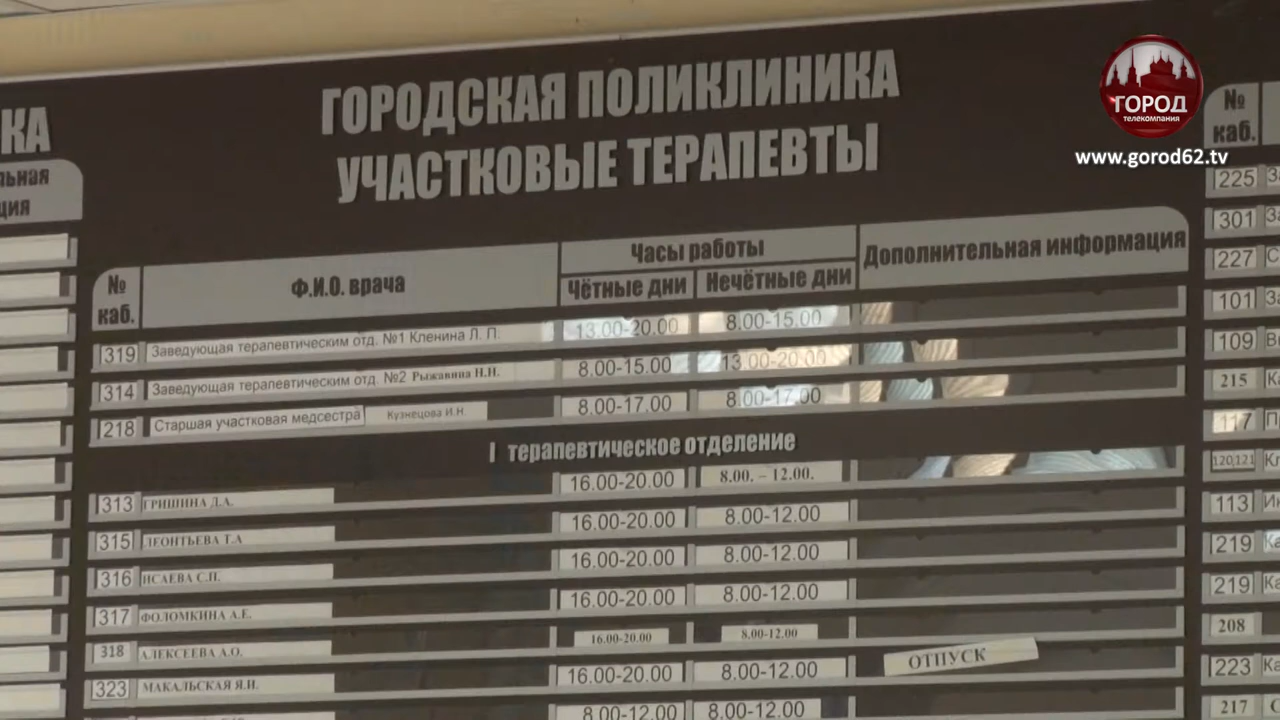 ГОРОД
телекомпания
www.gorod62.tv
КА
ГОРОДСКАЯ ПОЛИКЛИНИКА
УЧАСТКОВЫЕ ТЕРАПЕВТЫ
№ каб.
Ф.И.О. врача
Часы работы
Чётные дни
Нечётные дни
Дополнительная информация
319 Заведующая терапевтическим отд. №1 Кленина Л. П. 13.00-20.00 8.00-15.00
314 Заведующая терапевтическим отд. №2 Рыжавина Н.Н. 8.00-15.00 13.00-20.00
218 Старшая участковая медсестра Кузнецова И.Н. 8.00-17.00 8.00-17.00
I терапевтическое отделение
313 ГРИШИНА Д.А. 16.00-20.00 8.00. – 12.00.
315 ЛЕОНТЬЕВА Т.А 16.00-20.00 8.00-12.00
316 ИСАЕВА С.П. 16.00-20.00 8.00-12.00
317 ФОЛОМКИНА А.Е. 16.00-20.00 8.00-12.00
318 АЛЕКСЕЕВА А.О. 16.00-20.00 8.00-12.00
323 МАКАЛЬСКАЯ Я.И. 16.00-20.00 8.00-12.00 ОТПУСК
8.00-12.00 8.00-12.00
№ каб.
225
301
227
101
109
215
117
120,121
113
219
219
208
223
217